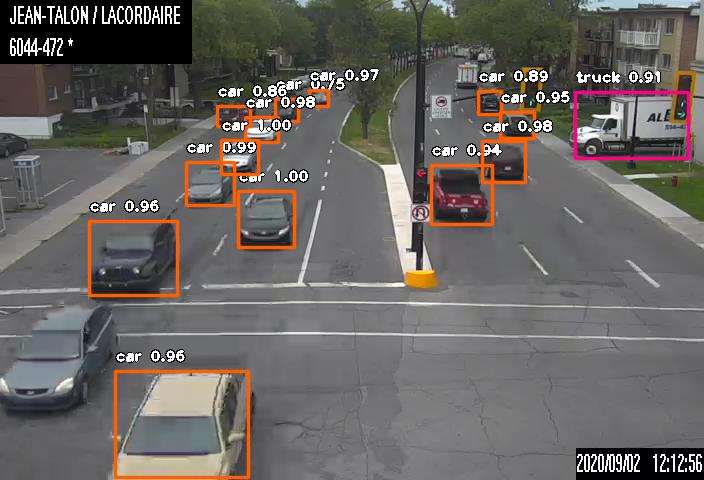 JEAN-TALON / LACORDAIRE
6044-472 *
car 0.97
car 0.86
car 0.75
car 0.89
truck 0.91
car 0.98
car 0.95
car 1.00
car 0.98
car 0.99
car 0.94
car 1.00
car 0.96
car 0.96
2020/09/02 12:12:56